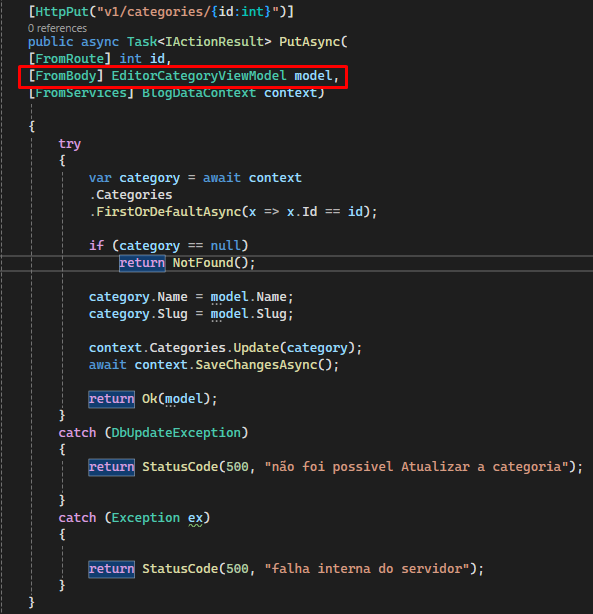 [HttpPut("v1/categories/{id:int}")]
0 references
public async Task<IActionResult> PutAsync(
[FromRoute] int id,
[FromBody] EditorCategoryViewModel model,
[FromServices] BlogDataContext context)
{
try
{
var category = await context
.Categories
.FirstOrDefaultAsync(x => x.Id == id);
if (category == null)
return NotFound();
category.Name = model.Name;
category.Slug = model.Slug;
context.Categories.Update(category);
await context.SaveChangesAsync();
return Ok(model);
}
catch (DbUpdateException)
{
return StatusCode(500, "não foi possivel Atualizar a categoria");
}
catch (Exception ex)
{
return StatusCode(500, "falha interna do servidor");
}
}